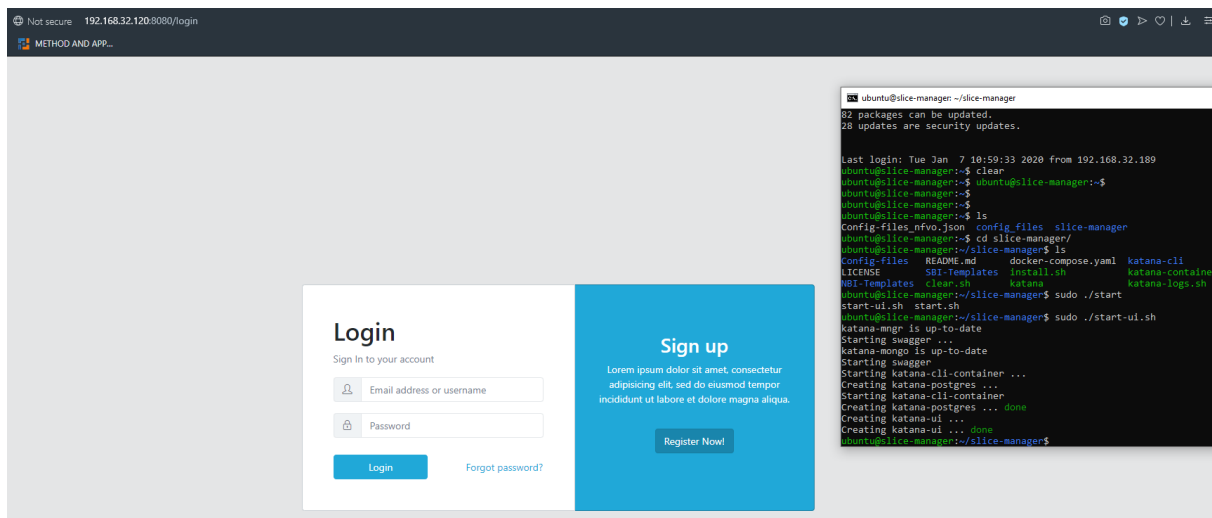 Not secure 192.168.32.120:8080/login
METHOD AND APP...
Login
Sign In to your account
Email address or username
Password
Login Forgot password?
Sign up
Lorem ipsum dolor sit amet, consectetur
adipisicing elit, sed do eiusmod tempor
incididunt ut labore et dolore magna aliqua.
Register Now!
ubuntu@slice-manager: ~/slice-manager
82 packages can be updated.
28 updates are security updates.
Last login: Tue Jan 7 10:59:33 2020 from 192.168.32.189
ubuntu@slice-manager:~$ clear
ubuntu@slice-manager:~$ ubuntu@slice-manager:~$
ubuntu@slice-manager:~$
ubuntu@slice-manager:~$
ubuntu@slice-manager:~$ ls
Config-files_nfvo.json config_files slice-manager
ubuntu@slice-manager:~$ cd slice-manager/
ubuntu@slice-manager:~/slice-manager$ ls
Config-files README.md docker-compose.yaml katana-cli
LICENSE SBI-Templates install.sh katana-containe
NBI-Templates clear.sh katana katana-logs.sh
ubuntu@slice-manager:~/slice-manager$ sudo ./start
start-ui.sh start.sh
ubuntu@slice-manager:~/slice-manager$ sudo ./start-ui.sh
katana-mngr is up-to-date
Starting swagger ...
katana-mongo is up-to-date
Starting swagger
Starting katana-cli-container ...
Creating katana-postgres ...
Starting katana-cli-container
Creating katana-postgres ... done
Creating katana-ui ...
Creating katana-ui ... done
ubuntu@slice-manager:~/slice-manager$